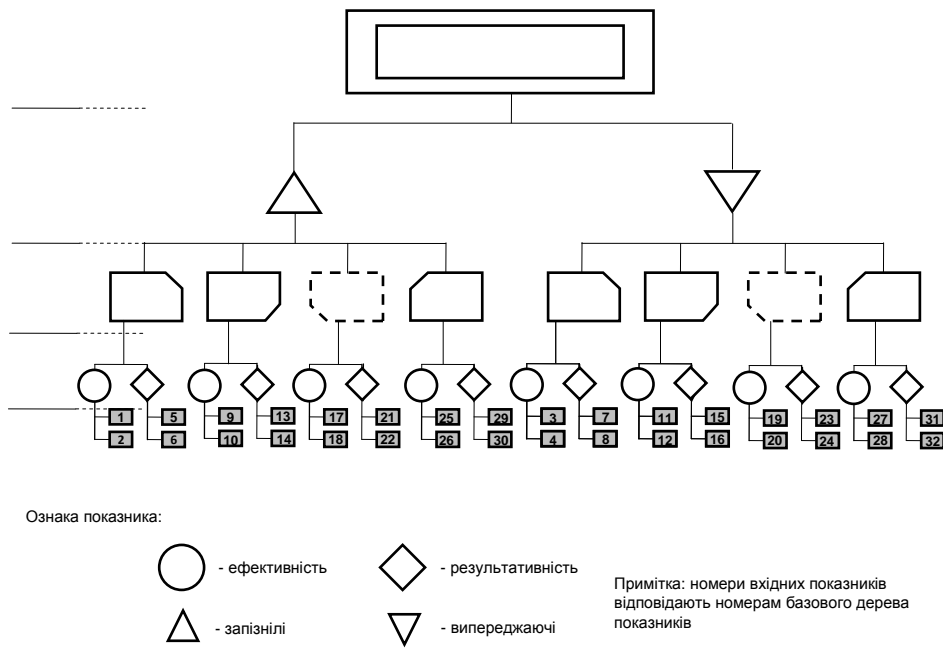 1 5 9 13 17 21 25 29 3 7 11 15 19 23 27 31
2 6 10 14 18 22 26 30 4 8 12 16 20 24 28 32
Ознака показника:
- ефективність
- результативність
- запізнілі
- випереджаючі
Примітка: номери вхідних показників
відповідають номерам базового дерева
показників